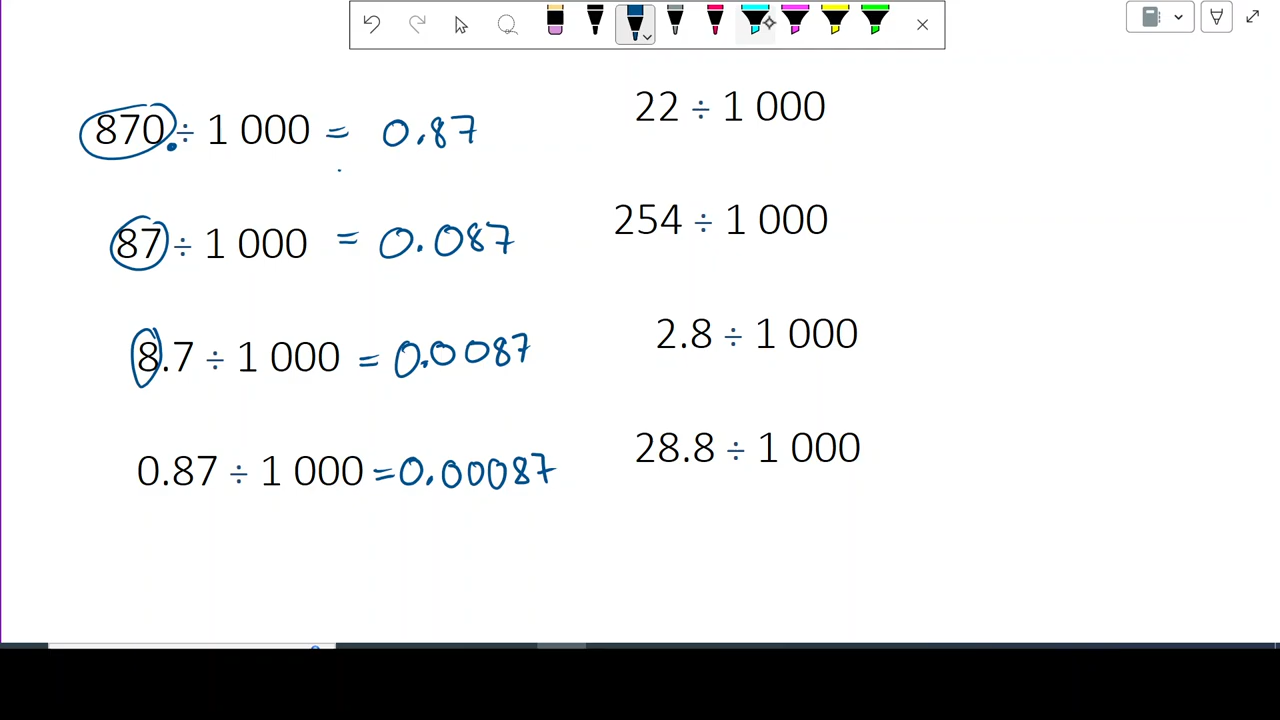 870 ÷ 1 000 = 0.87
87 ÷ 1 000 = 0.087
8.7 ÷ 1 000 = 0.0087
0.87 ÷ 1 000 = 0.00087
22 ÷ 1 000
254 ÷ 1 000
2.8 ÷ 1 000
28.8 ÷ 1 000